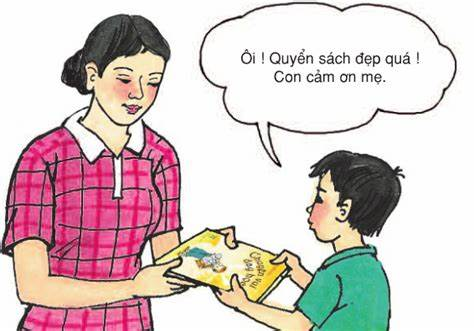 Ôi ! Quyển sách đẹp quá !
Con cảm ơn mẹ.